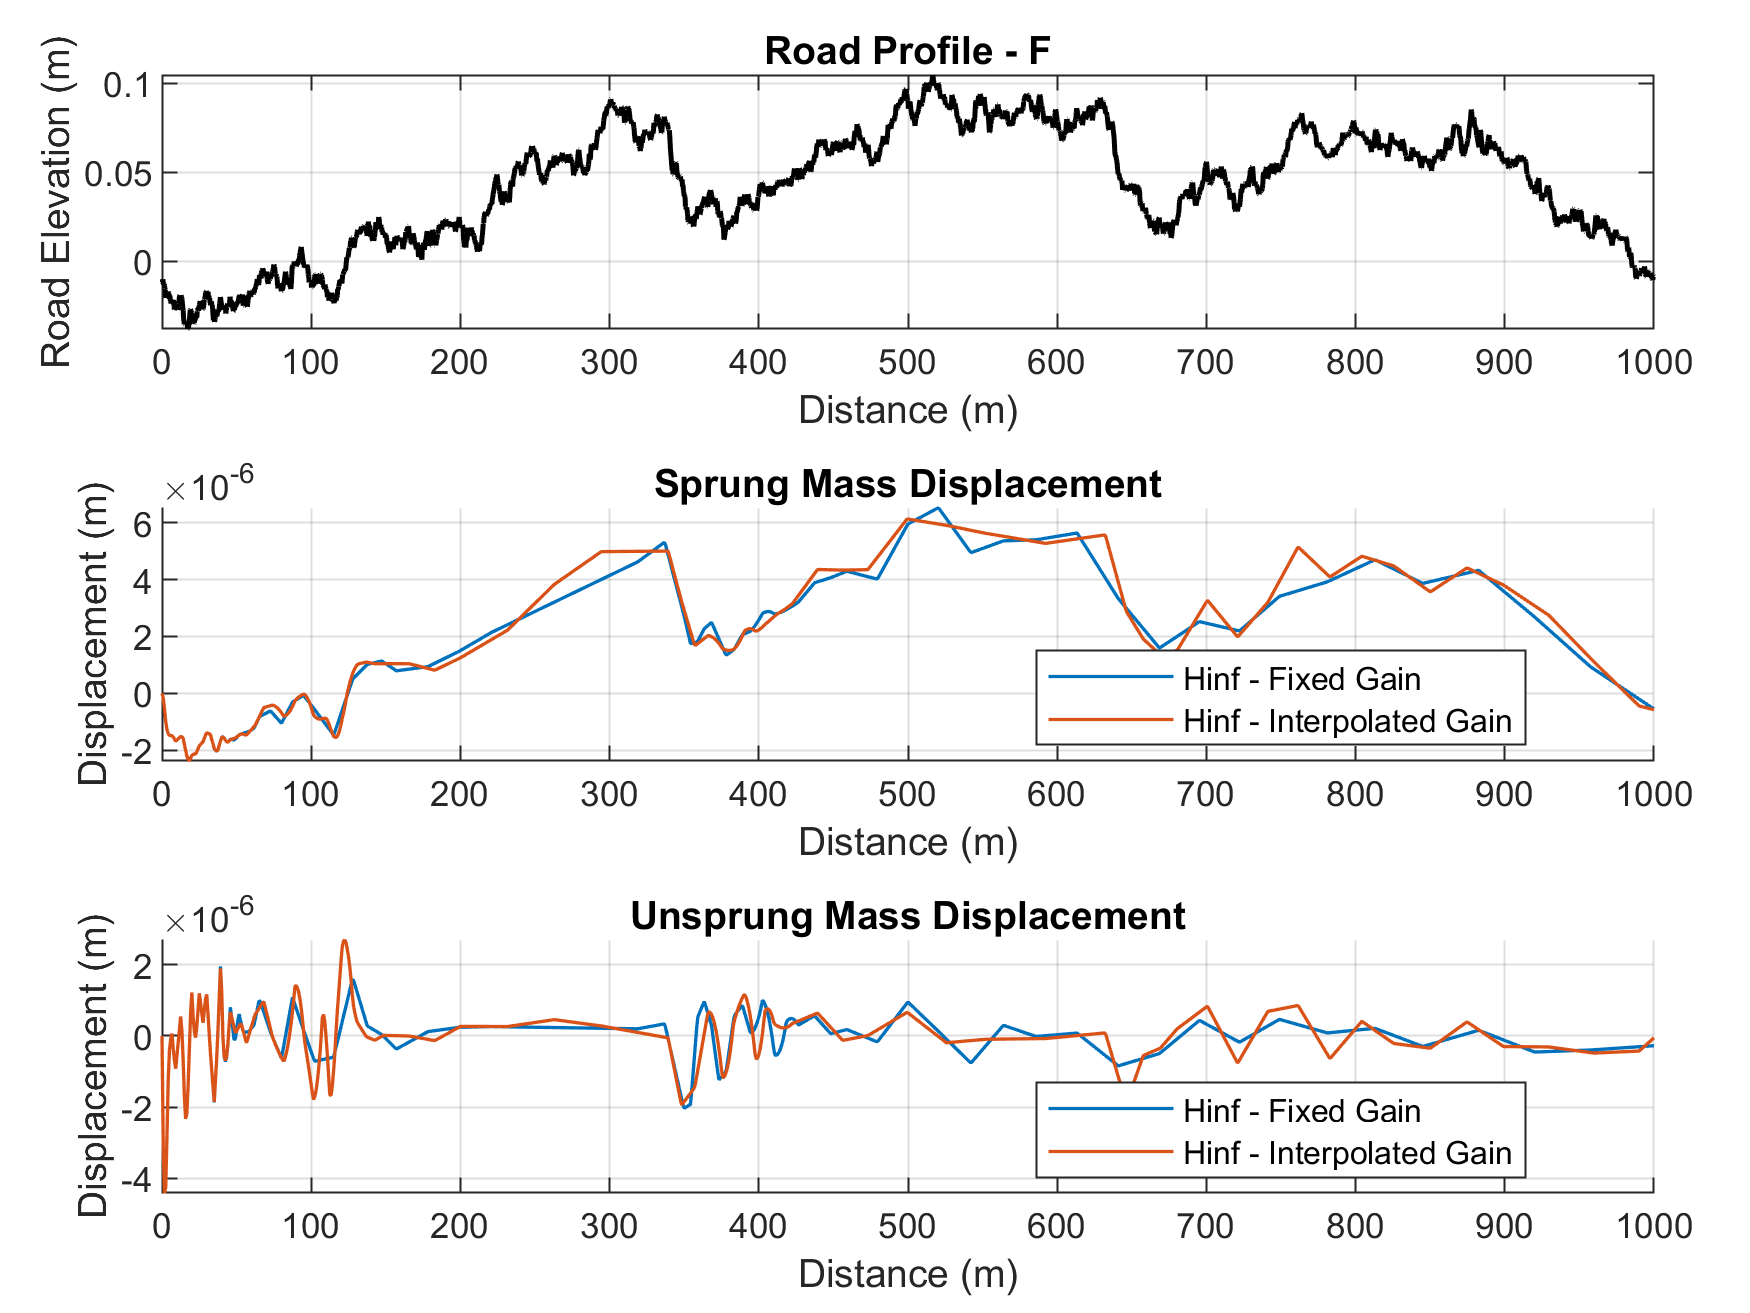 Road Profile - F
Road Elevation (m)
0.1
0.05
0
0 100 200 300 400 500 600 700 800 900 1000
Distance (m)
×10-6
Sprung Mass Displacement
Displacement (m)
6
4
2
0
-2
Hinf - Fixed Gain
Hinf - Interpolated Gain
0 100 200 300 400 500 600 700 800 900 1000
Distance (m)
×10-6
Unsprung Mass Displacement
Displacement (m)
2
0
-2
-4
Hinf - Fixed Gain
Hinf - Interpolated Gain
0 100 200 300 400 500 600 700 800 900 1000
Distance (m)